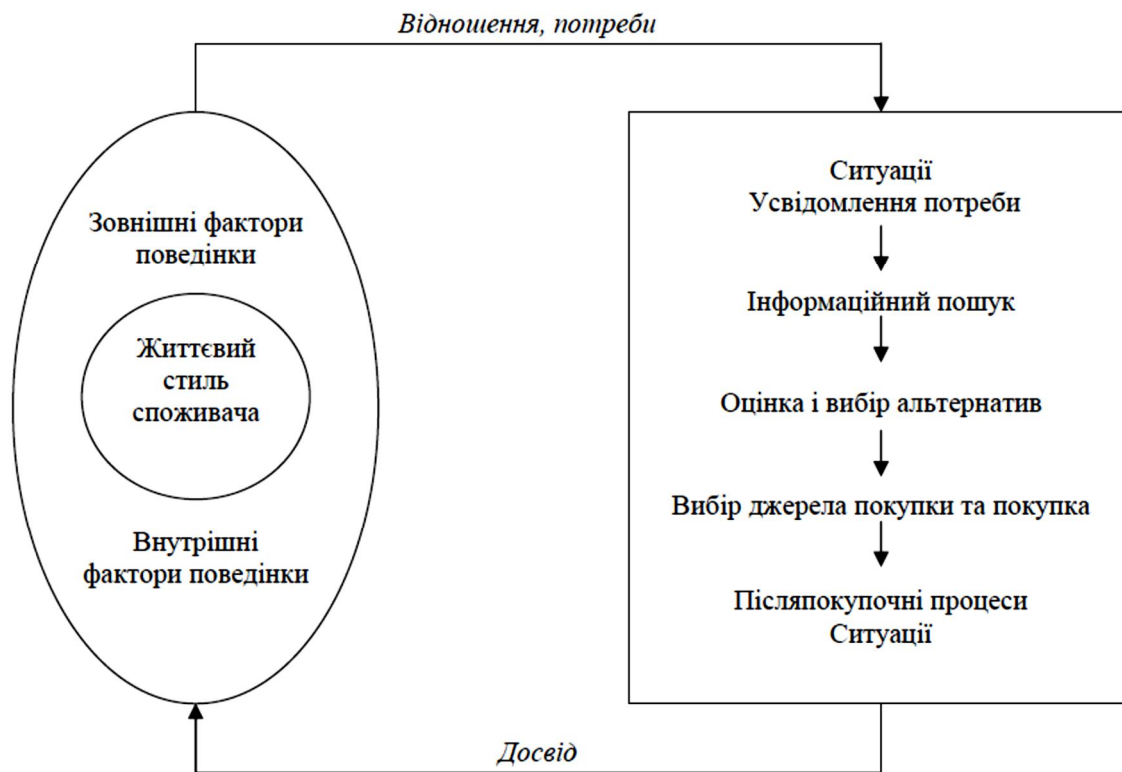 Відношення, потреби
Зовнішні фактори
поведінки
Життєвий
стиль
споживача
Внутрішні
фактори поведінки
Ситуації
Усвідомлення потреби
Інформаційний пошук
Оцінка і вибір альтернатив
Вибір джерела покупки та покупка
Післяпокупочні процеси
Ситуації
Досвід